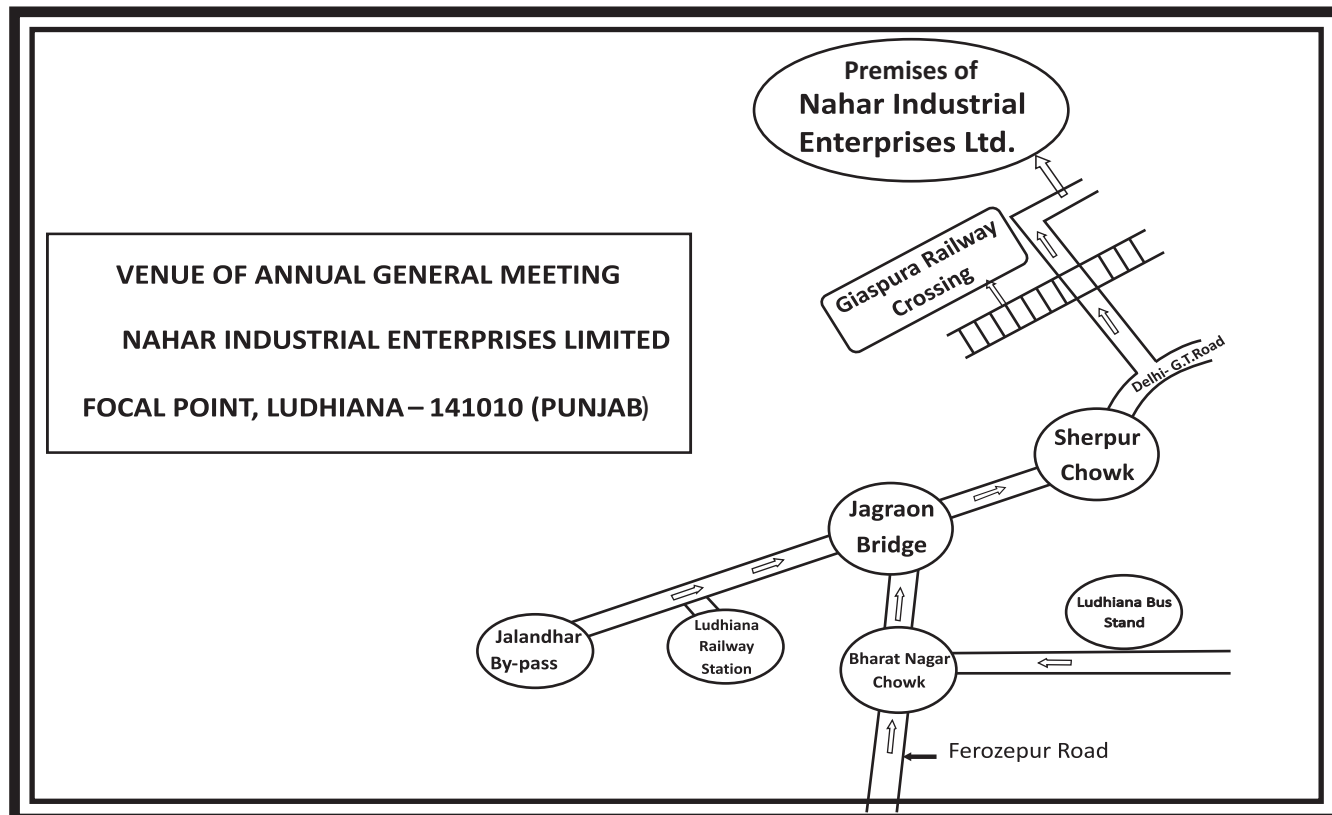 Premises of
Nahar Industrial
Enterprises Ltd.
VENUE OF ANNUAL GENERAL MEETING
NAHAR INDUSTRIAL ENTERPRISES LIMITED
FOCAL POINT, LUDHIANA – 141010 (PUNJAB)
Giaspura Railway
Crossing
Delhi- G.T.Road
Sherpur
Chowk
Jagraon
Bridge
Jalandhar
By-pass
Ludhiana
Railway
Station
Ludhiana Bus
Stand
Bharat Nagar
Chowk
Ferozepur Road